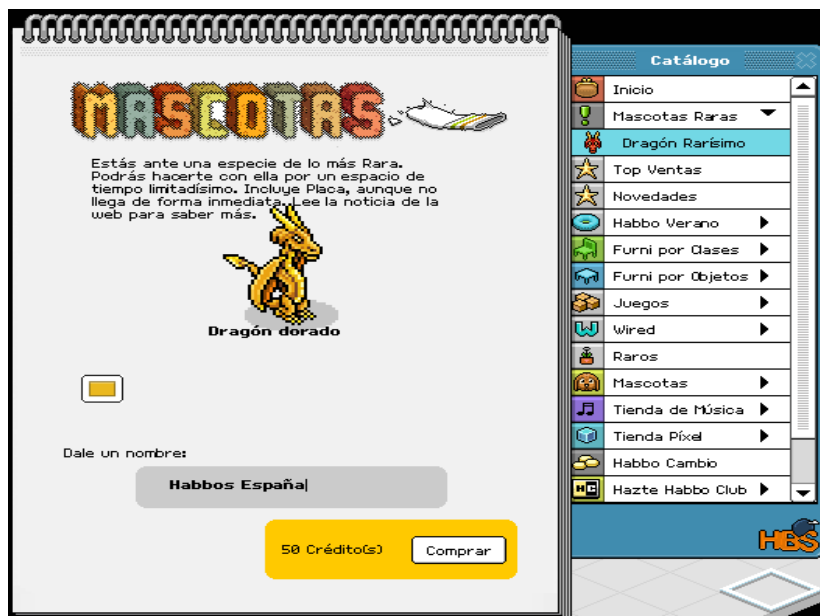 MASCOTAS
Estás ante una especie de lo más Rara.
Podrás hacerte con ella por un espacio de
tiempo limitadísimo. Incluye Placa, aunque no
llega de forma inmediata. Lee la noticia de la
web para saber más.
Dragón dorado
Dale un nombre:
Habbos España
50 Crédito(s)
Comprar
Catálogo
Inicio
Mascotas Raras
Dragón Rarísimo
Top Ventas
Novedades
Habbo Verano
Furni por Clases
Furni por Objetos
Juegos
Wired
Raros
Mascotas
Tienda de Música
Tienda Píxel
Habbo Cambio
HC
Hazte Habbo Club
HBS